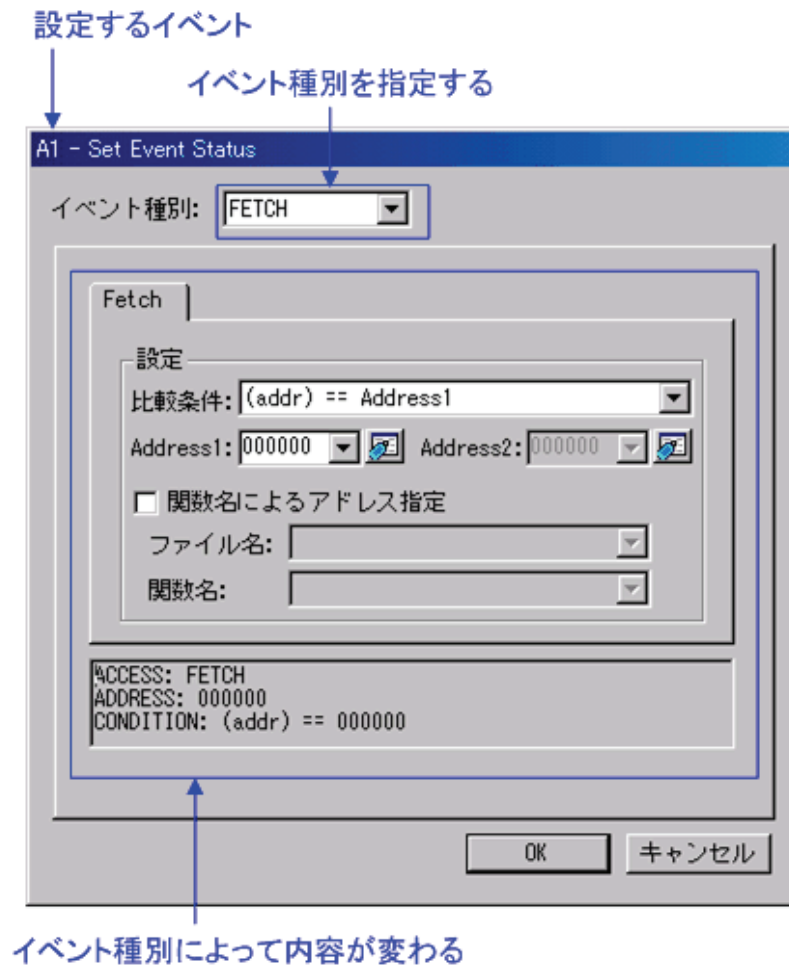 設定するイベント
イベント種別を指定する
A1 - Set Event Status
イベント種別: FETCH
Fetch
設定
比較条件: (addr) == Address1
Address1: 000000 Address2: 000000
関数名によるアドレス指定
ファイル名:
関数名:
ACCESS: FETCH
ADDRESS: 000000
CONDITION: (addr) == 000000
OK キャンセル
イベント種別によって内容が変わる